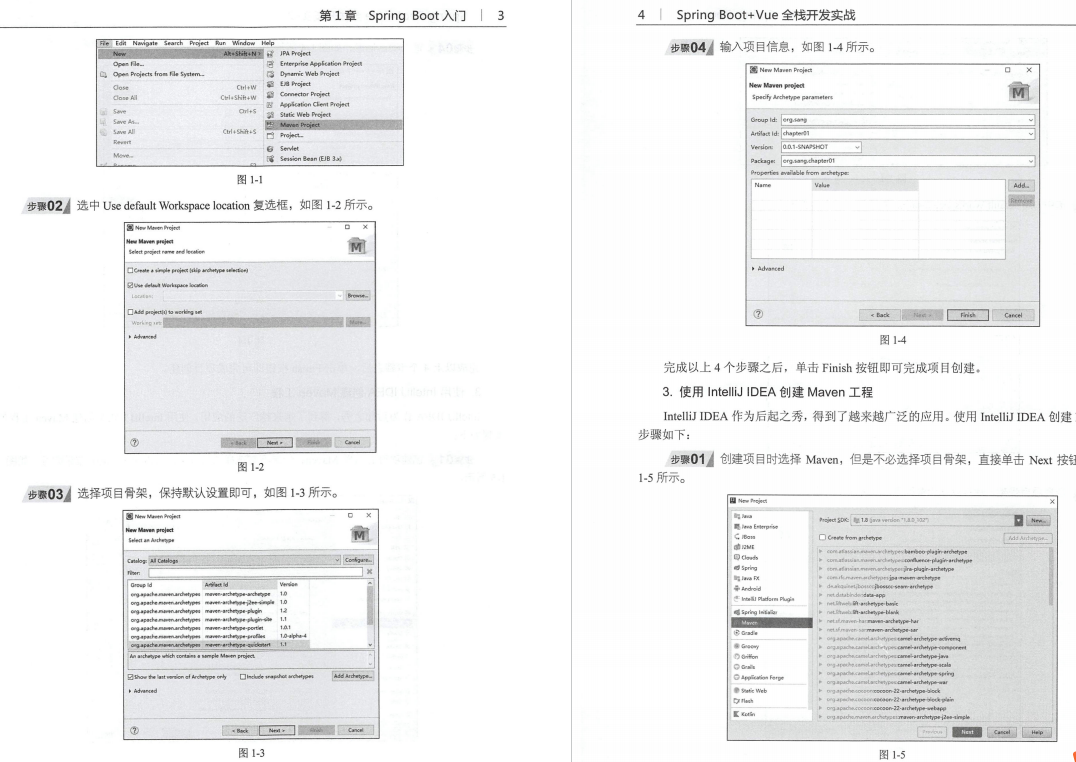 第1章 Spring Boot入门 | 3
File Edit Navigate Search Project Run Window Help
New Alt+Shift+N >
Open File...
Open Projects from File System...
Close Ctrl+W
Close All Ctrl+Shift+W
Save Ctrl+S
Save As...
Save All Ctrl+Shift+S
Revert
Move...
JPA Project
Enterprise Application Project
Dynamic Web Project
EJB Project
Connector Project
Application Client Project
Static Web Project
Maven Project
Project...
Servlet
Session Bean (EJB 3.x)
图 1-1
步骤02 选中 Use default Workspace location 复选框，如图 1-2 所示。
New Maven Project
New Maven project
Select project name and location
Create a simple project (skip archetype selection)
Use default Workspace location
Location:
Browse...
Add project(s) to working set
Working set:
More...
Advanced
< Back
Next >
Finish
Cancel
图 1-2
步骤03 选择项目骨架，保持默认设置即可，如图 1-3 所示。
New Maven Project
New Maven project
Select an Archetype
Catalog: All Catalogs
Configure...
Filter:
Group Id Artifact Id Version
org.apache.maven.archetypes maven-archetype-archetype 1.0
org.apache.maven.archetypes maven-archetype-j2ee-simple 1.0
org.apache.maven.archetypes maven-archetype-plugin 1.2
org.apache.maven.archetypes maven-archetype-plugin-site 1.1
org.apache.maven.archetypes maven-archetype-portlet 1.0.1
org.apache.maven.archetypes maven-archetype-profiles 1.0-alpha-4
org.apache.maven.archetypes maven-archetype-quickstart 1.1
An archetype which contains a sample Maven project.
Show the last version of Archetype only
Include snapshot archetypes
Add Archetype...
Advanced
< Back
Next >
Finish
Cancel
图 1-3
4 | Spring Boot+Vue 全栈开发实战
步骤04 输入项目信息，如图 1-4 所示。
New Maven Project
New Maven project
Specify Archetype parameters
Group Id: org.sang
Artifact Id: chapter01
Version: 0.0.1-SNAPSHOT
Package: org.sang.chapter01
Properties available from archetype:
Name Value
Add...
Remove
Advanced
< Back
Next >
Finish
Cancel
图 1-4
完成以上 4 个步骤之后，单击 Finish 按钮即可完成项目创建。
3. 使用 IntelliJ IDEA 创建 Maven 工程
IntelliJ IDEA 作为后起之秀，得到了越来越广泛的应用。使用 IntelliJ IDEA 创建
步骤如下：
步骤01 创建项目时选择 Maven，但是不必选择项目骨架，直接单击 Next 按钮
1-5 所示。
New Project
Java
Java Enterprise
JBoss
J2ME
Clouds
Spring
Java FX
Android
IntelliJ Platform Plugin
Spring Initializr
Maven
Gradle
Groovy
Griffon
Grails
Application Forge
Static Web
Flash
Kotlin
Project SDK: 1.8 (java version "1.8.0_102")
New...
Create from archetype
Add Archetype...
com.atlassian.maven.archetypes:bamboo-plugin-archetype
com.atlassian.maven.archetypes:confluence-plugin-archetype
com.atlassian.maven.archetypes:jira-plugin-archetype
com.rfc.maven.archetypes:jpa-maven-archetype
de.akquinet.jbosscc:jbosscc-seam-archetype
net.databinder:data-app
net.liftweb:lift-archetype-basic
net.liftweb:lift-archetype-blank
net.sf.maven-har:maven-archetype-har
net.sf.maven-sar:maven-archetype-sar
org.apache.camel.archetypes:camel-archetype-activemq
org.apache.camel.archetypes:camel-archetype-component
org.apache.camel.archetypes:camel-archetype-java
org.apache.camel.archetypes:camel-archetype-scala
org.apache.camel.archetypes:camel-archetype-spring
org.apache.camel.archetypes:camel-archetype-war
org.apache.cocoon:cocoon-22-archetype-block
org.apache.cocoon:cocoon-22-archetype-block-plain
org.apache.cocoon:cocoon-22-archetype-webapp
org.apache.maven.archetypes:maven-archetype-j2ee-simple
Previous
Next
Cancel
Help
图 1-5